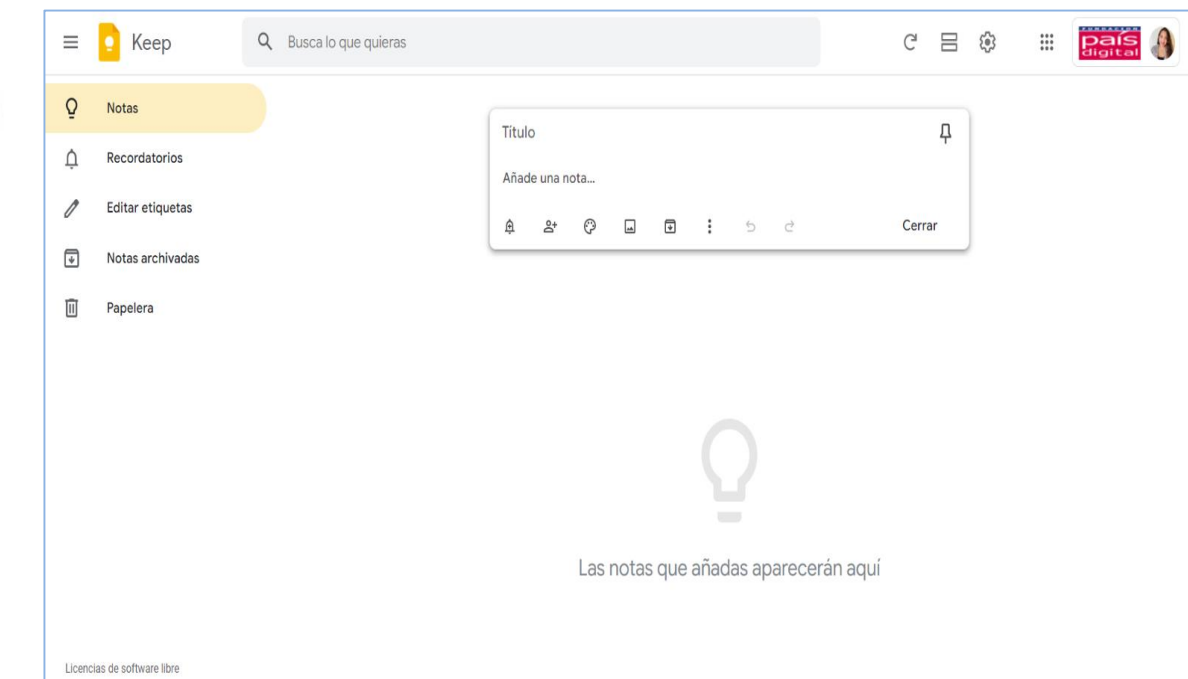 Keep
Busca lo que quieras
país
digital
Notas
Recordatorios
Editar etiquetas
Notas archivadas
Papelera
Título
Añade una nota...
Cerrar
Las notas que añadas aparecerán aquí
Licencias de software libre